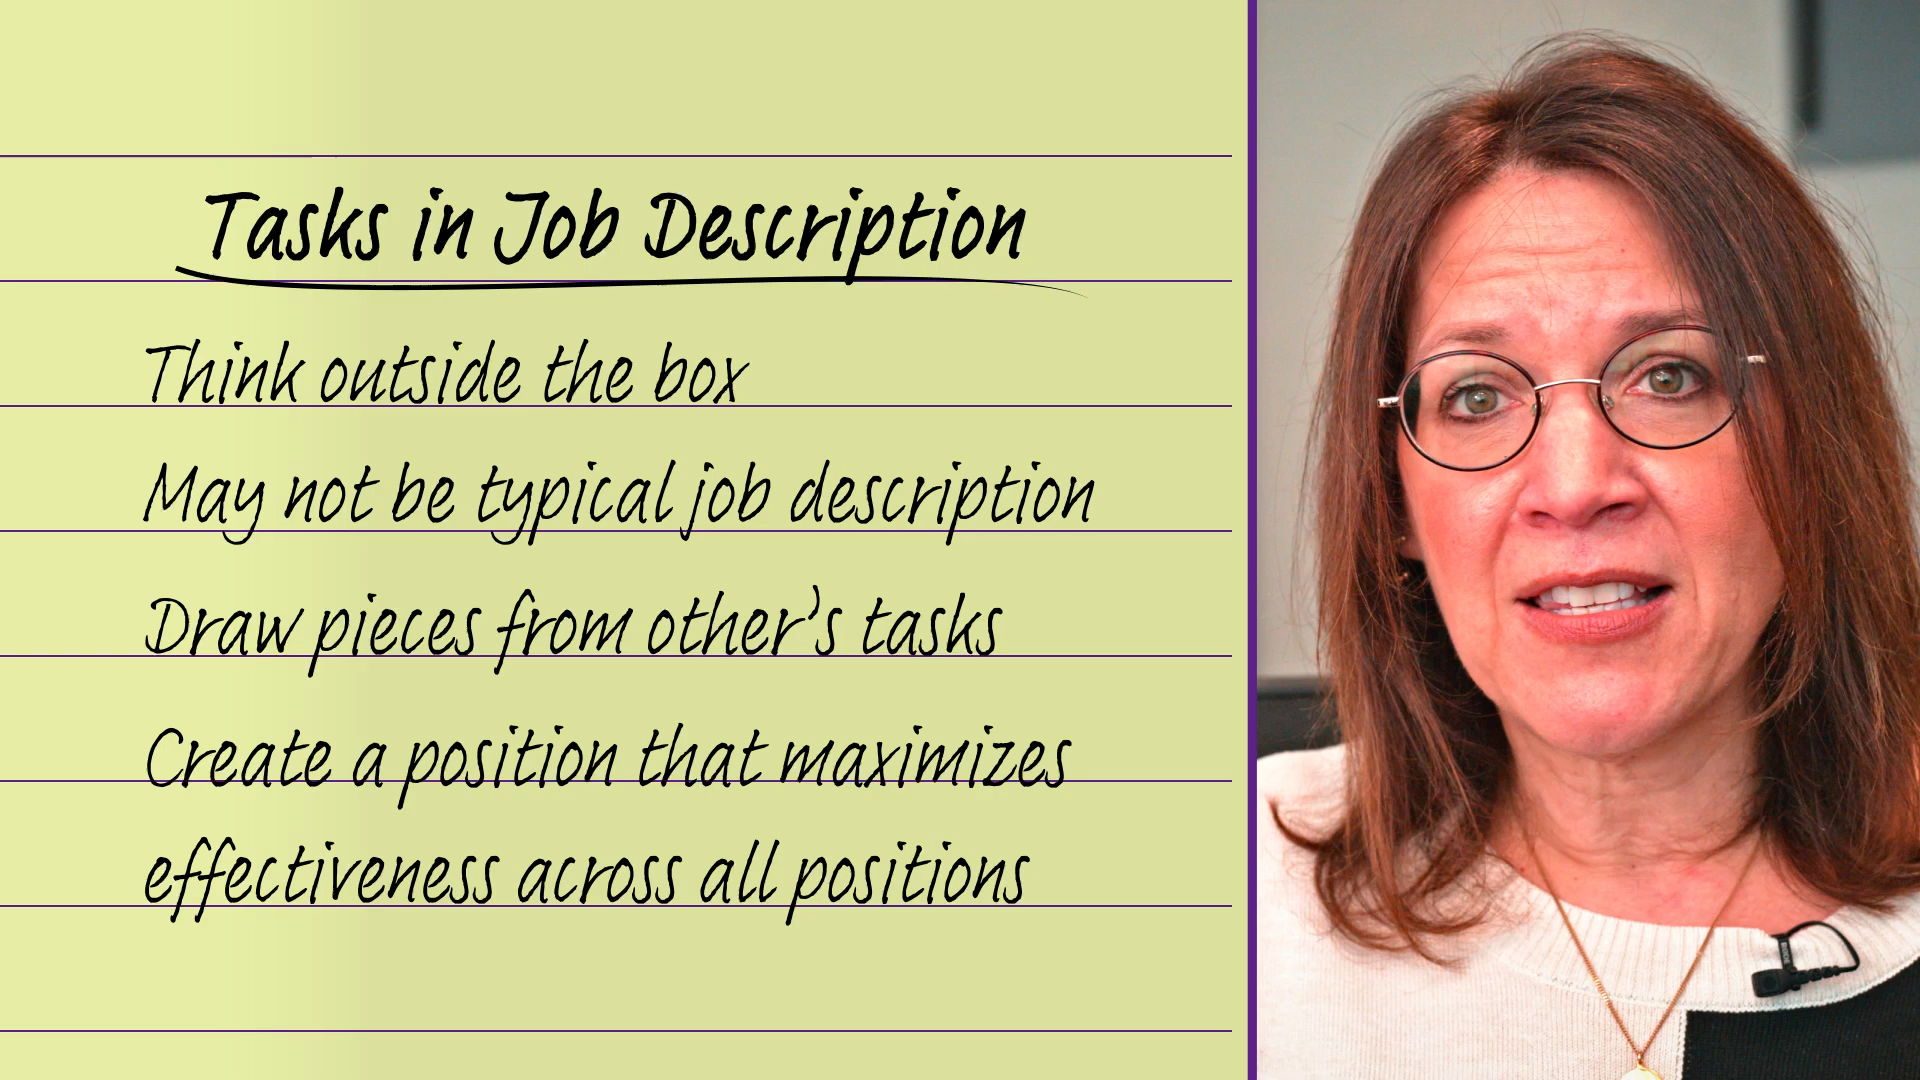 Tasks in Job Description
Think outside the box
May not be typical job description
Draw pieces from other's tasks
Create a position that maximizes
effectiveness across all positions